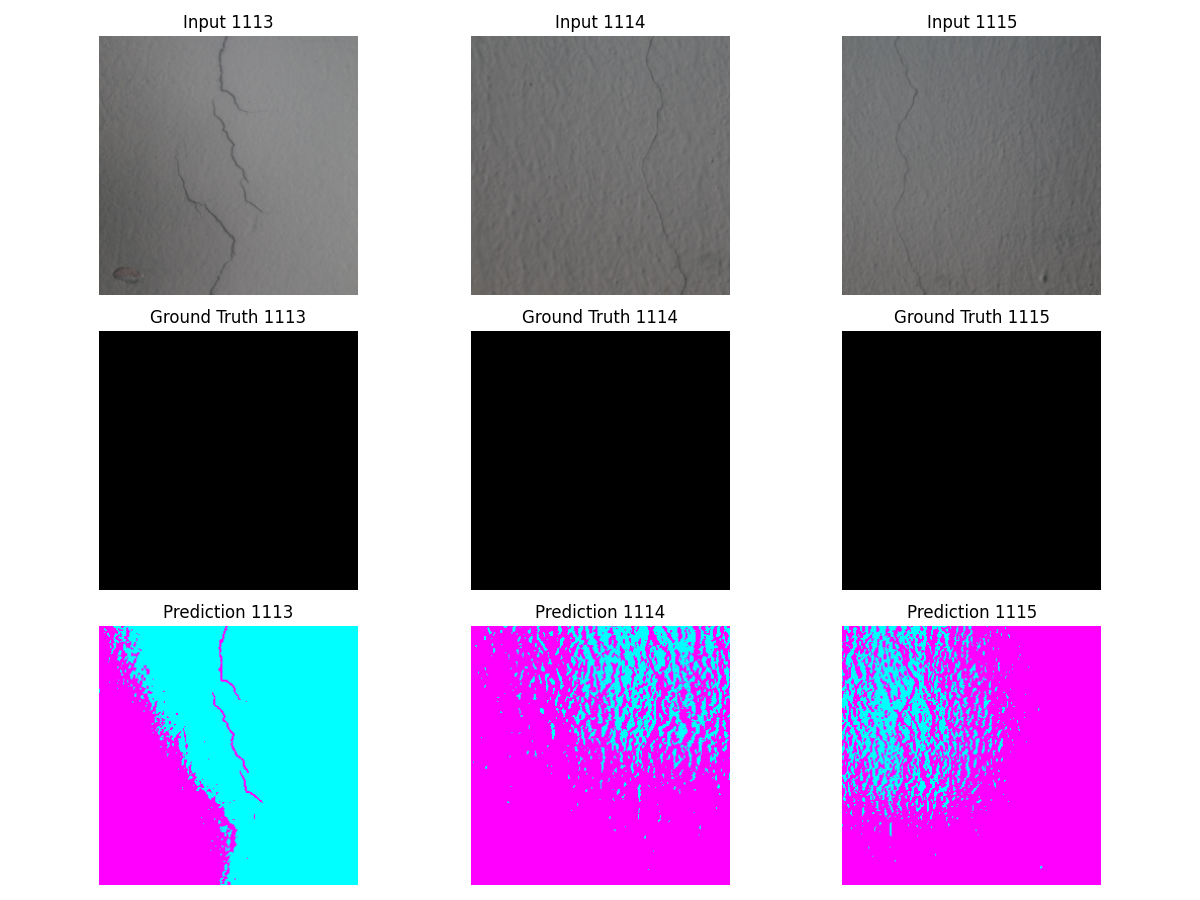 Input 1113
Input 1114
Input 1115
Ground Truth 1113
Ground Truth 1114
Ground Truth 1115
Prediction 1113
Prediction 1114
Prediction 1115